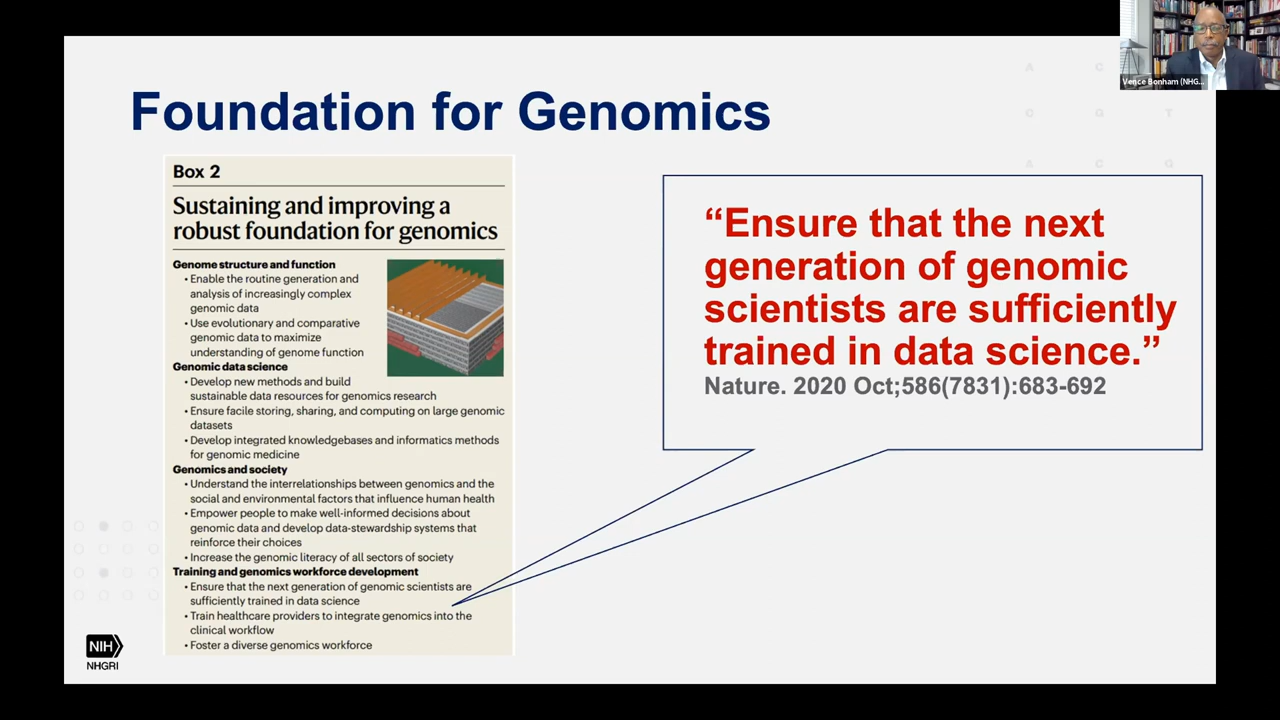 Foundation for Genomics
Vence Bonham (NHG...
A C
C G T
A C G
Box 2
Sustaining and improving a
robust foundation for genomics
Genome structure and function
• Enable the routine generation and
analysis of increasingly complex
genomic data
• Use evolutionary and comparative
genomic data to maximize
understanding of genome function
Genomic data science
• Develop new methods and build
sustainable data resources for genomics research
• Ensure facile storing, sharing, and computing on large genomic
datasets
• Develop integrated knowledgebases and informatics methods
for genomic medicine
Genomics and society
• Understand the interrelationships between genomics and the
social and environmental factors that influence human health
• Empower people to make well-informed decisions about
genomic data and develop data-stewardship systems that
reinforce their choices
• Increase the genomic literacy of all sectors of society
Training and genomics workforce development
• Ensure that the next generation of genomic scientists are
sufficiently trained in data science
• Train healthcare providers to integrate genomics into the
clinical workflow
• Foster a diverse genomics workforce
“Ensure that the next
generation of genomic
scientists are sufficiently
trained in data science.”
Nature. 2020 Oct;586(7831):683-692
NIH
NHGRI